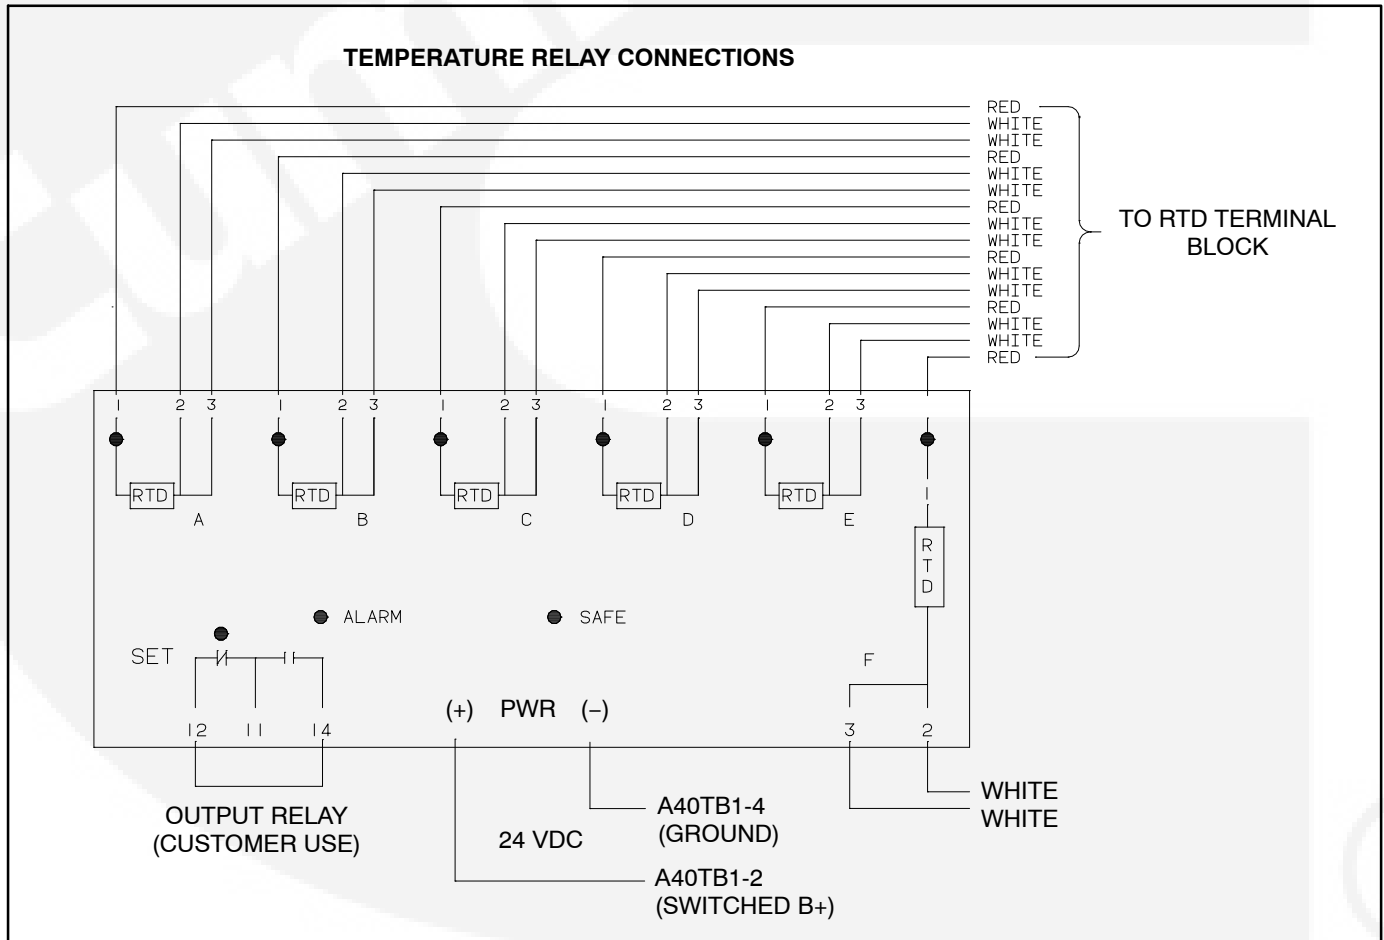 TEMPERATURE RELAY CONNECTIONS
RED
WHITE
WHITE
RED
WHITE
WHITE
RED
WHITE
WHITE
RED
WHITE
WHITE
RED
WHITE
WHITE
RED
TO RTD TERMINAL
BLOCK
1 2 3 1 2 3 1 2 3 1 2 3 1 2 3
RTD RTD RTD RTD RTD 1
A B C D E
RTD
ALARM SAFE
SET
F
(+) PWR (−)
12 11 14 3 2
WHITE
WHITE
OUTPUT RELAY
(CUSTOMER USE)
24 VDC
A40TB1-4
(GROUND)
A40TB1-2
(SWITCHED B+)